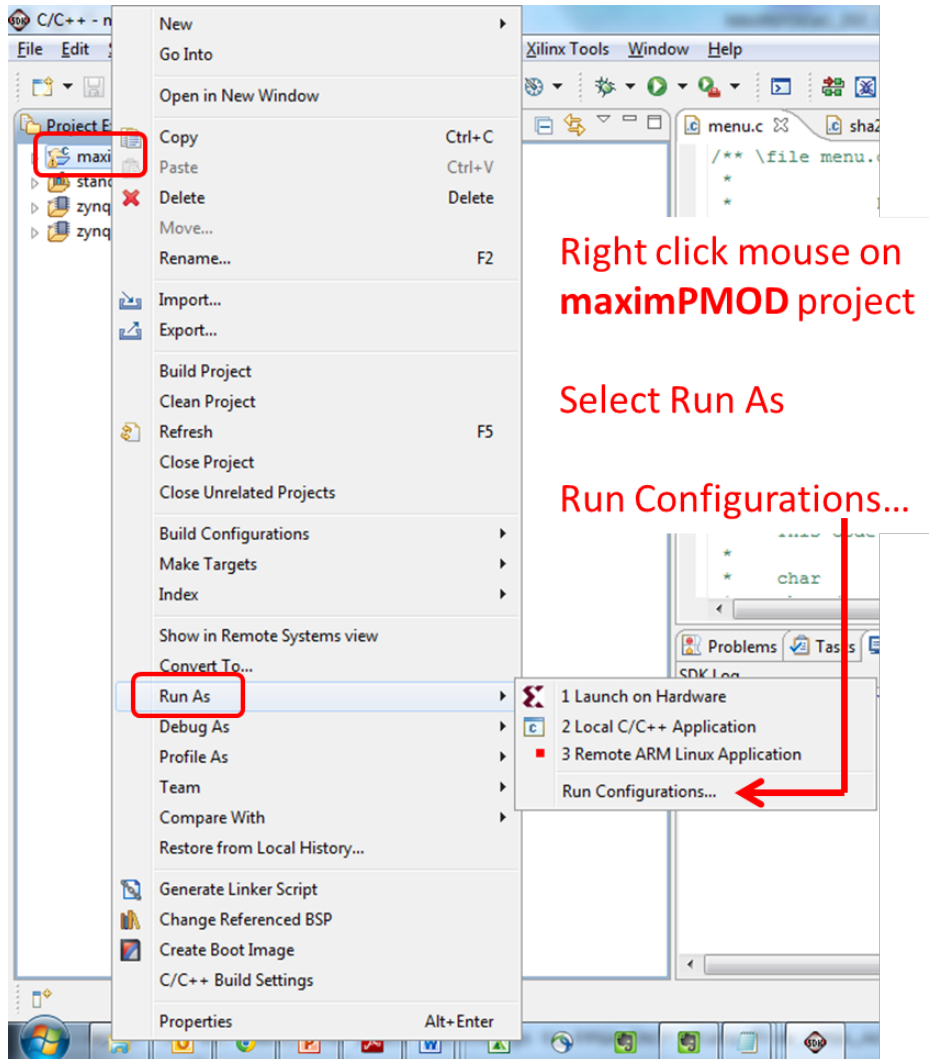 SDK C/C++ - n
File Edit Xilinx Tools Window Help
Project E
maxi
stand
zynq
zynq
New
Go Into
Open in New Window
Copy Ctrl+C
Paste Ctrl+V
Delete Delete
Move...
Rename... F2
Import...
Export...
Build Project
Clean Project
Refresh F5
Close Project
Close Unrelated Projects
Build Configurations
Make Targets
Index
Show in Remote Systems view
Convert To...
Run As
Debug As
Profile As
Team
Compare With
Restore from Local History...
Generate Linker Script
Change Referenced BSP
Create Boot Image
C/C++ Build Settings
Properties Alt+Enter
menu.c sha2
/** \file menu.c
*
*
Right click mouse on
maximPMOD project
Select Run As
Run Configurations...
This code
*
* char
Problems Tasks
SDK Log
1 Launch on Hardware
2 Local C/C++ Application
3 Remote ARM Linux Application
Run Configurations...